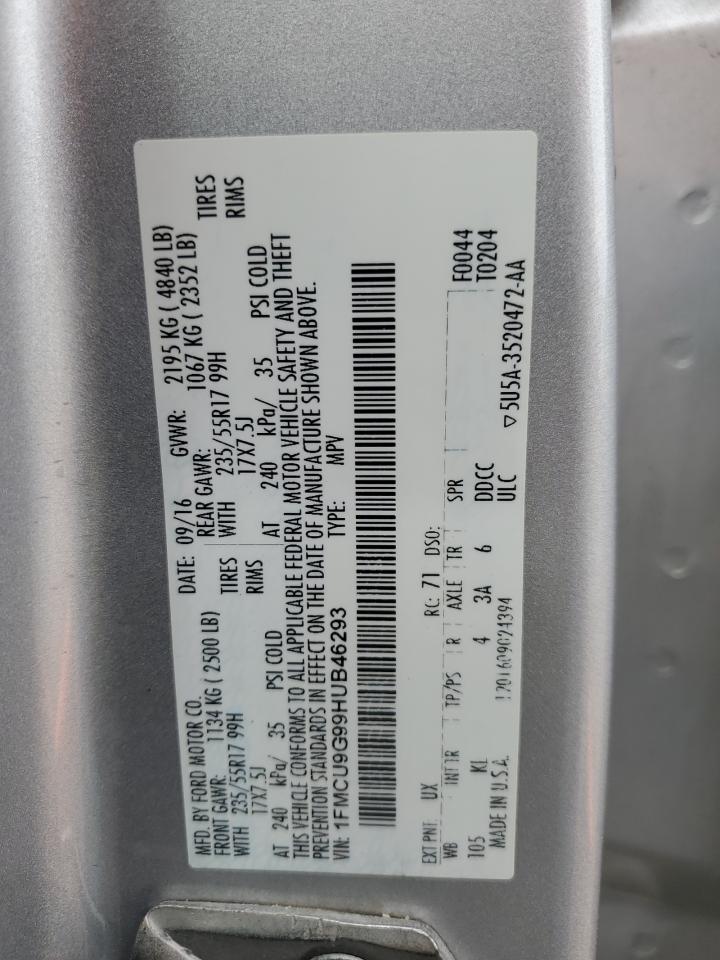 MFD. BY FORD MOTOR CO.
DATE: 09/16 GVWR: 2195 KG ( 4840 LB)
FRONT GAWR: 1134 KG ( 2500 LB) REAR GAWR: 1067 KG ( 2352 LB)
WITH 235/55R17 99H TIRES WITH 235/55R17 99H TIRES
17X7.5J RIMS 17X7.5J RIMS
AT 240 kPa/ 35 PSI COLD AT 240 kPa/ 35 PSI COLD
THIS VEHICLE CONFORMS TO ALL APPLICABLE FEDERAL MOTOR VEHICLE SAFETY AND THEFT
PREVENTION STANDARDS IN EFFECT ON THE DATE OF MANUFACTURE SHOWN ABOVE.
VIN: 1FMCU9G99HUB46293 TYPE: MPV
EXT PNT: UX RC: 71 DSO: F0044
WB INT TR TP/PS R AXLE TR SPR T0204
105 KL 4 3A 6 DDCC
MADE IN U.S.A. ULC ▽5U5A-3520472-AA